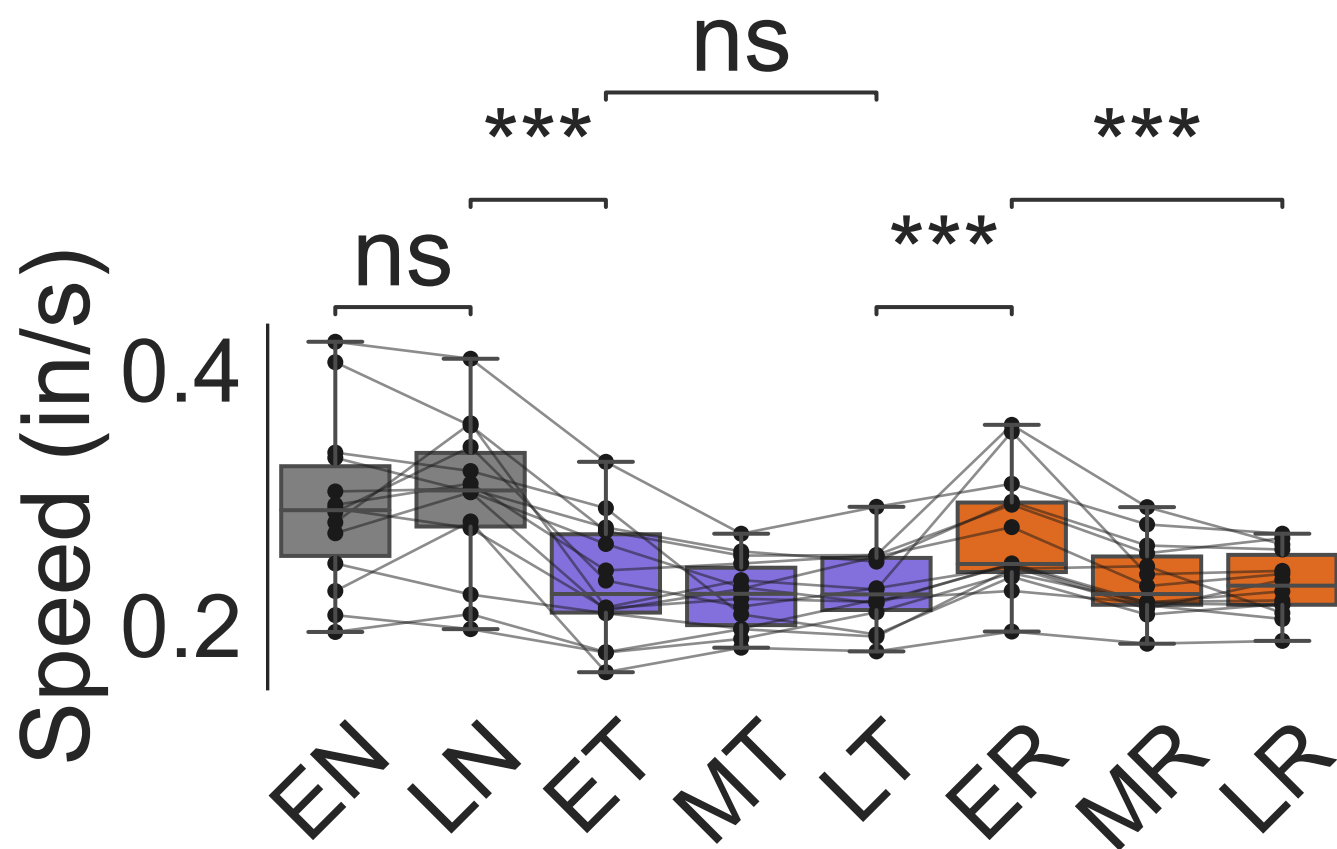 ns
***
***
***
ns
Speed (in/s)
0.4
0.2
EN
LN
ET
MT
LT
ER
MR
LR